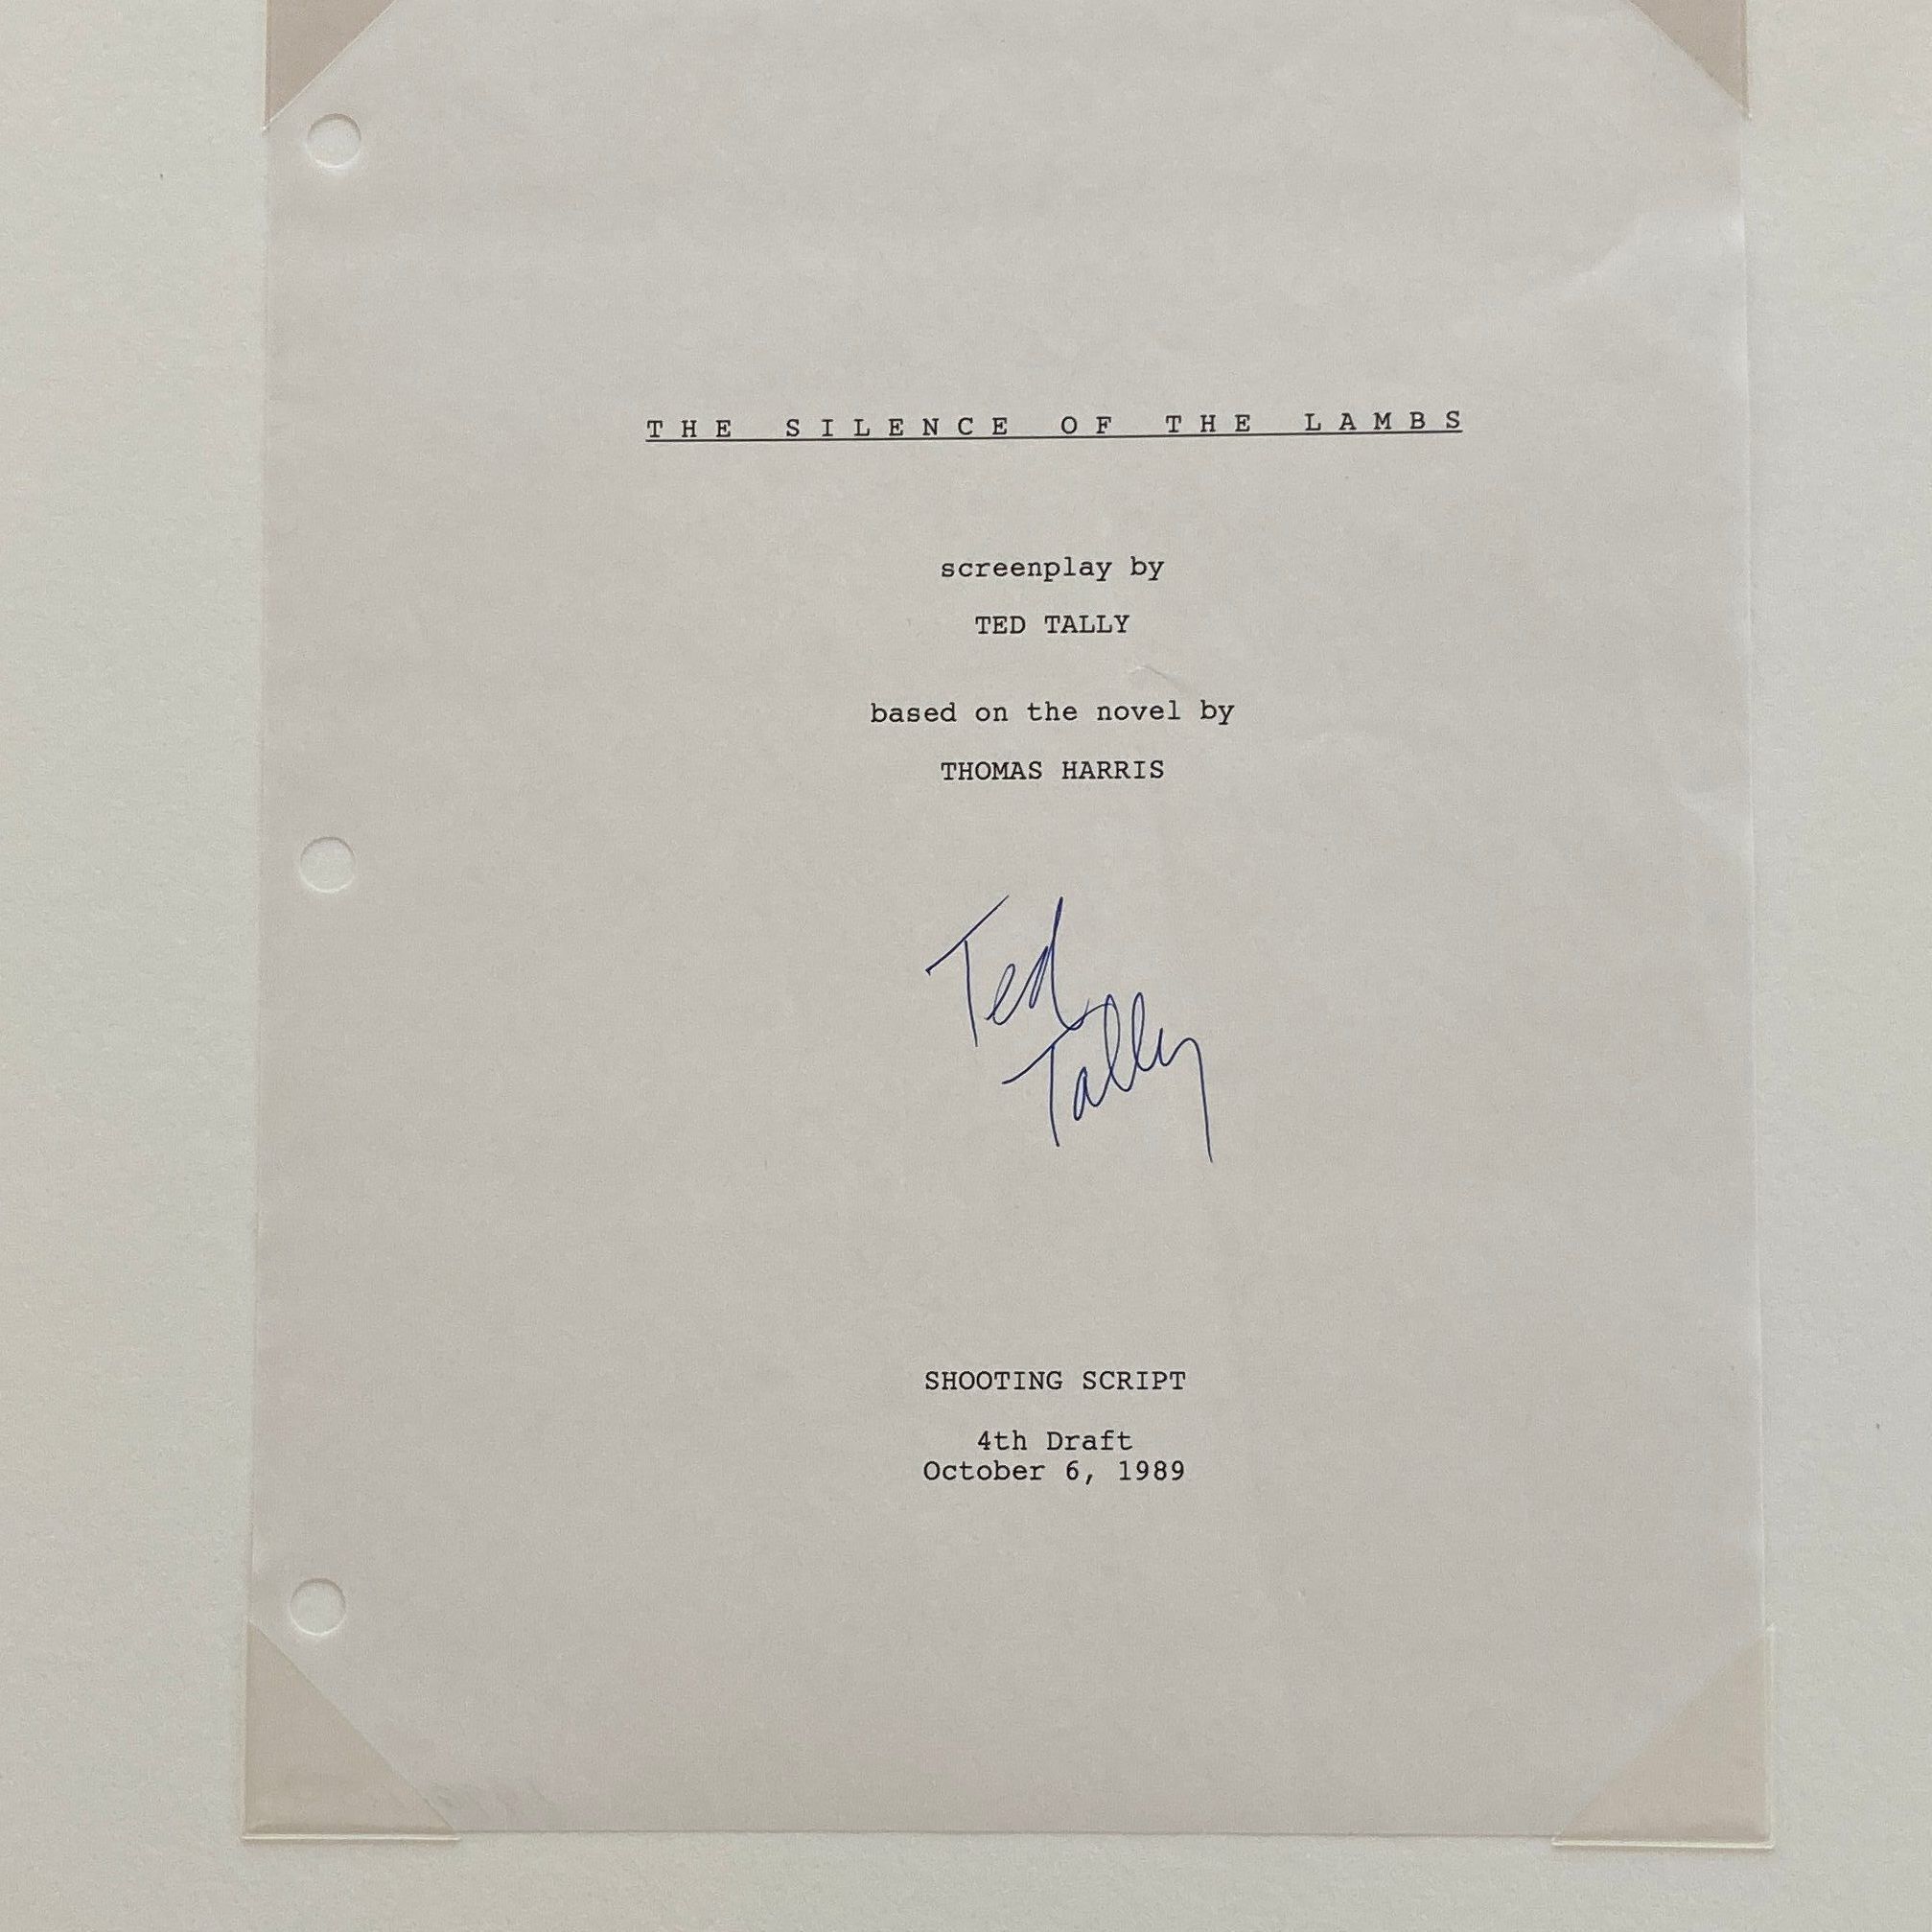 THE SILENCE OF THE LAMBS
screenplay by
TED TALLY
based on the novel by
THOMAS HARRIS
Ted
Tally
SHOOTING SCRIPT
4th Draft
October 6, 1989